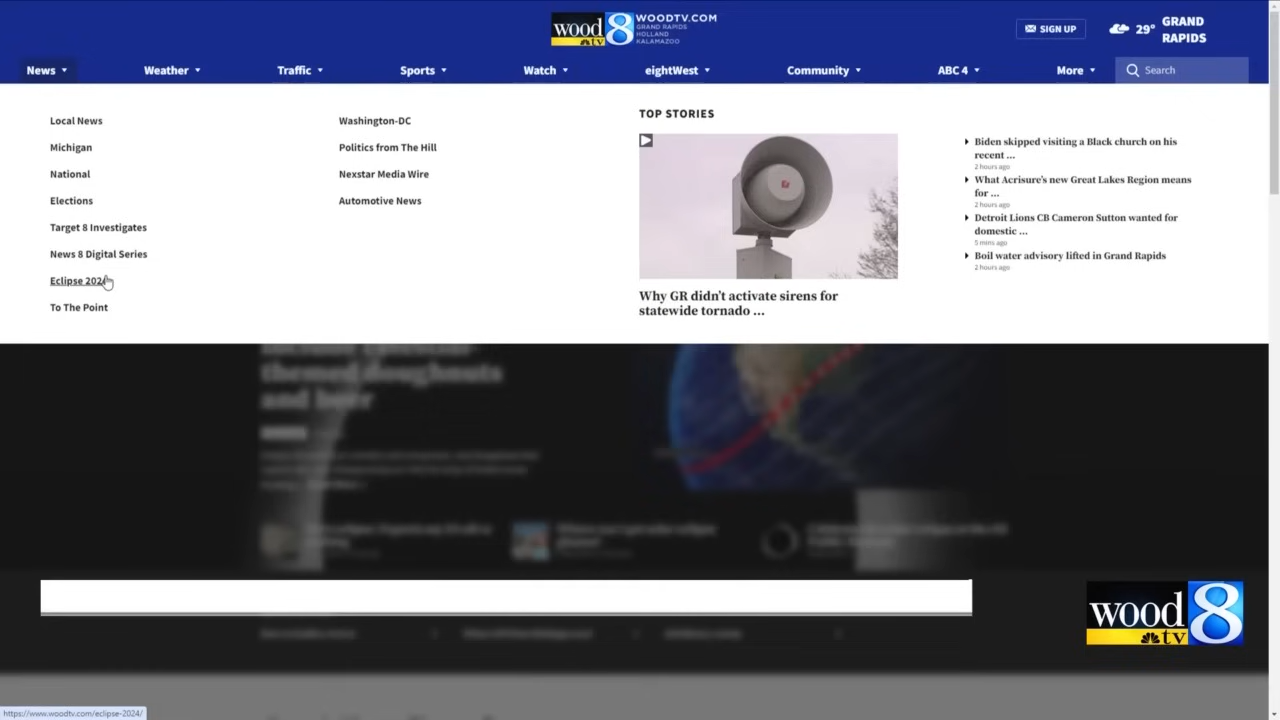 wood tv 8
WOODTV.COM
GRAND RAPIDS
HOLLAND
KALAMAZOO
SIGN UP
29°
GRAND
RAPIDS
News
Weather
Traffic
Sports
Watch
eightWest
Community
ABC 4
More
Search
Local News
Michigan
National
Elections
Target 8 Investigates
News 8 Digital Series
Eclipse 2024
To The Point
Washington-DC
Politics from The Hill
Nexstar Media Wire
Automotive News
TOP STORIES
Why GR didn't activate sirens for
statewide tornado ...
Biden skipped visiting a Black church on his
recent ...
2 hours ago
What Acrisure's new Great Lakes Region means
for ...
2 hours ago
Detroit Lions CB Cameron Sutton wanted for
domestic ...
5 mins ago
Boil water advisory lifted in Grand Rapids
2 hours ago
themed doughnuts
and beer
wood tv 8
https://www.woodtv.com/eclipse-2024/